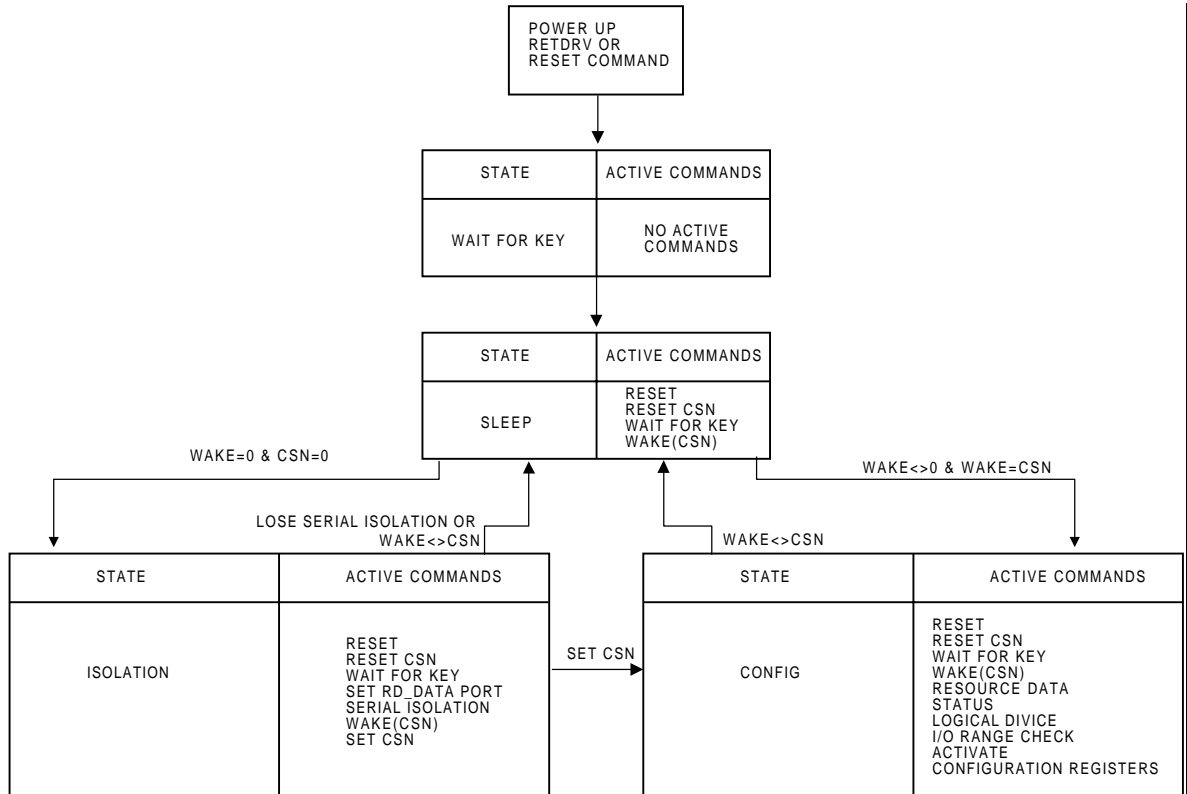 POWER UP
RETDRV OR
RESET COMMAND
STATE
ACTIVE COMMANDS
WAIT FOR KEY
NO ACTIVE
COMMANDS
STATE
ACTIVE COMMANDS
SLEEP
RESET
RESET CSN
WAIT FOR KEY
WAKE(CSN)
WAKE=0 & CSN=0
WAKE<>0 & WAKE=CSN
LOSE SERIAL ISOLATION OR
WAKE<>CSN
WAKE<>CSN
STATE
ACTIVE COMMANDS
ISOLATION
RESET
RESET CSN
WAIT FOR KEY
SET RD_DATA PORT
SERIAL ISOLATION
WAKE(CSN)
SET CSN
SET CSN
STATE
ACTIVE COMMANDS
CONFIG
RESET
RESET CSN
WAIT FOR KEY
WAKE(CSN)
RESOURCE DATA
STATUS
LOGICAL DIVICE
I/O RANGE CHECK
ACTIVATE
CONFIGURATION REGISTERS